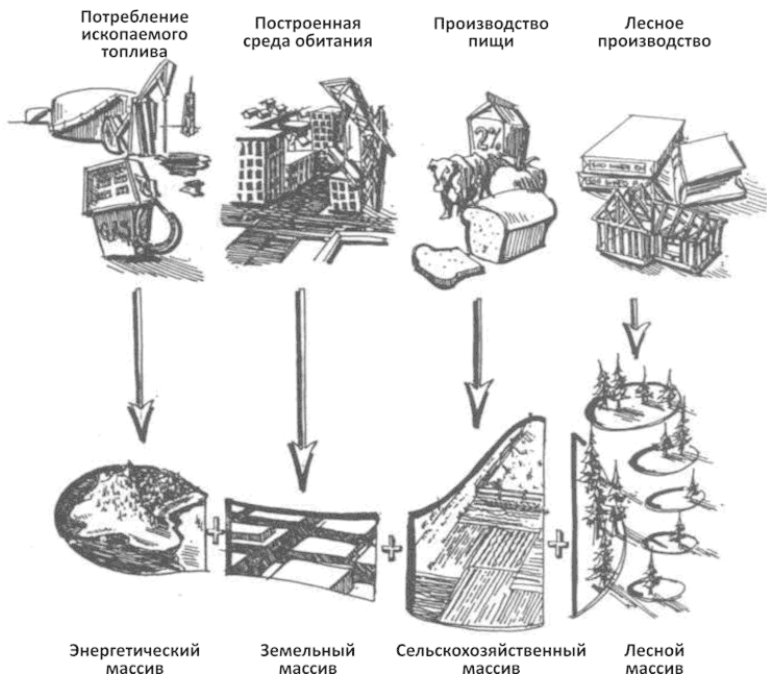 Потребление
ископаемого
топлива
Построенная
среда обитания
Производство
пищи
Лесное
производство
2%
GAS
+
+
+
Энергетический
массив
Земельный
массив
Сельскохозяйственный
массив
Лесной
массив